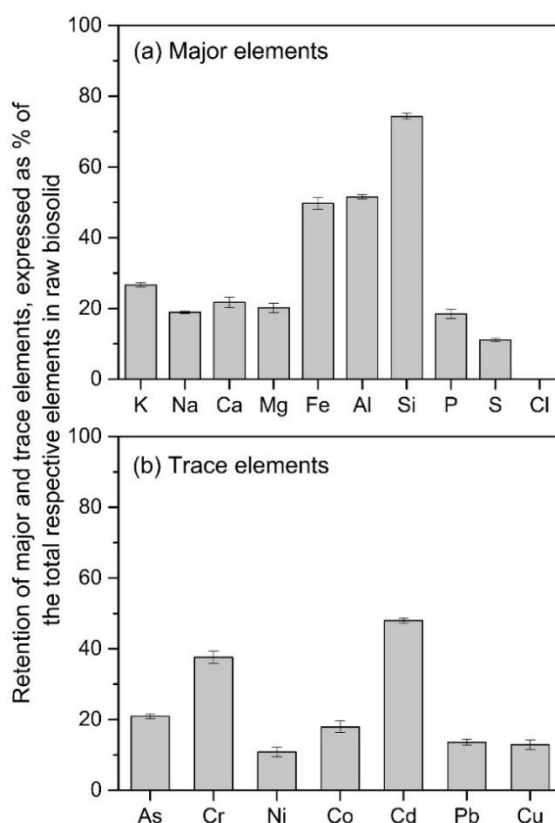 Retention of major and trace elements, expressed as % of
the total respective elements in raw biosolid
(a) Major elements
100
80
60
40
20
0
K Na Ca Mg Fe Al Si P S Cl
(b) Trace elements
100
80
60
40
20
0
As Cr Ni Co Cd Pb Cu